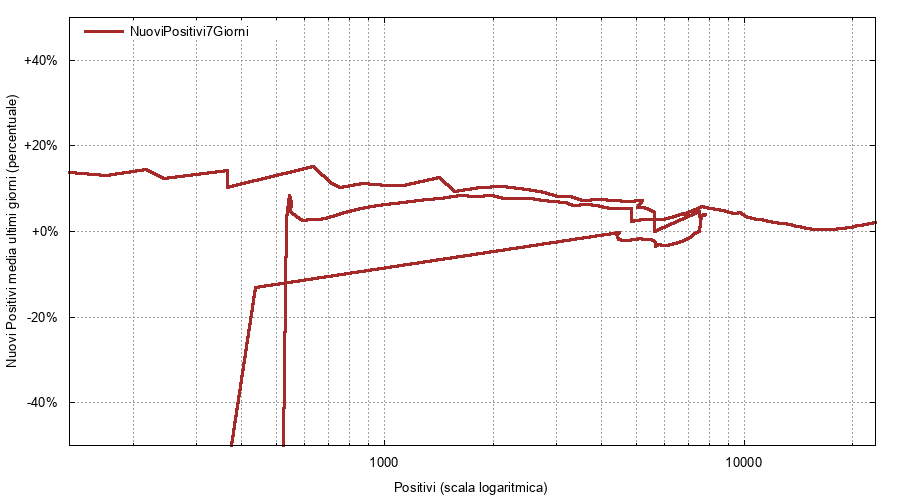 NuoviPositivi7Giorni
+40%
+20%
+0%
-20%
-40%
Nuovi Positivi media ultimi giorni (percentuale)
1000
10000
Positivi (scala logaritmica)